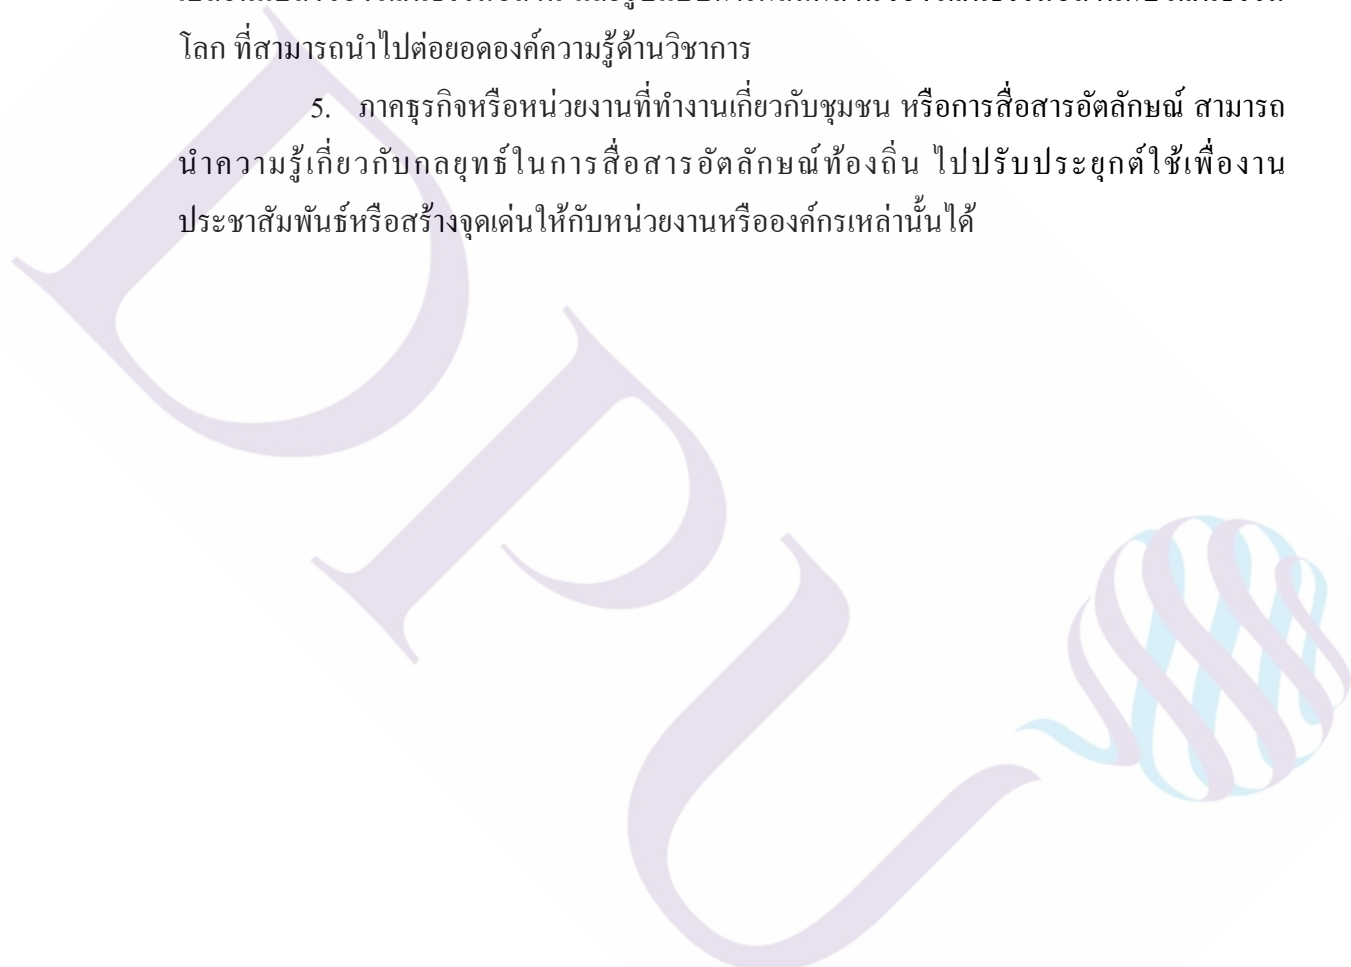 โลก ที่สามารถนำไปต่อยอดองค์ความรู้ด้านวิชาการ
5. ภาคธุรกิจหรือหน่วยงานที่ทำงานเกี่ยวกับชุมชน หรือการสื่อสารอัตลักษณ์ สามารถ
นำความรู้เกี่ยวกับกลยุทธ์ในการสื่อสารอัตลักษณ์ท้องถิ่น ไปปรับประยุกต์ใช้เพื่องาน
ประชาสัมพันธ์หรือสร้างจุดเด่นให้กับหน่วยงานหรือองค์กรเหล่านั้นได้
DPU